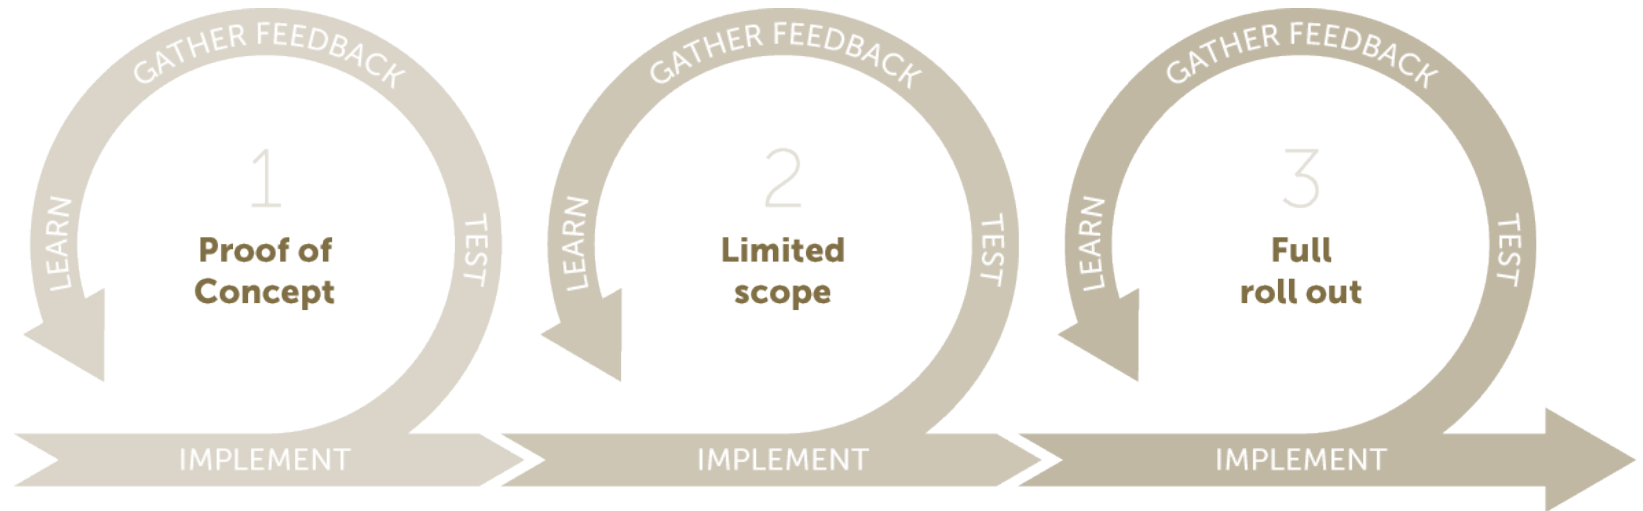 GATHER FEEDBACK
LEARN
1
Proof of
Concept
TEST
IMPLEMENT
GATHER FEEDBACK
LEARN
2
Limited
scope
TEST
IMPLEMENT
GATHER FEEDBACK
LEARN
3
Full
roll out
TEST
IMPLEMENT